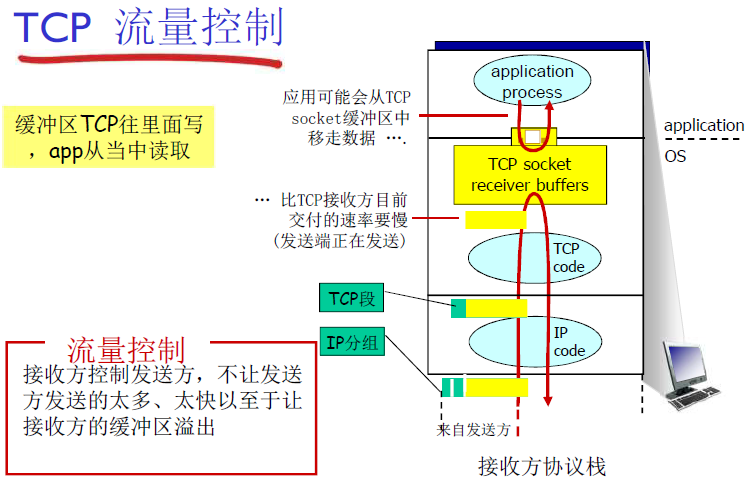 TCP 流量控制
缓冲区TCP往里面写
，app从当中读取
应用可能会从TCP
socket缓冲区中
移走数据 ….
… 比TCP接收方目前
交付的速率要慢
(发送端正在发送)
application
process
TCP socket
receiver buffers
application
OS
TCP
code
TCP段
IP分组
IP
code
流量控制
接收方控制发送方，不让发送
方发送的太多、太快以至于让
接收方的缓冲区溢出
来自发送方
接收方协议栈